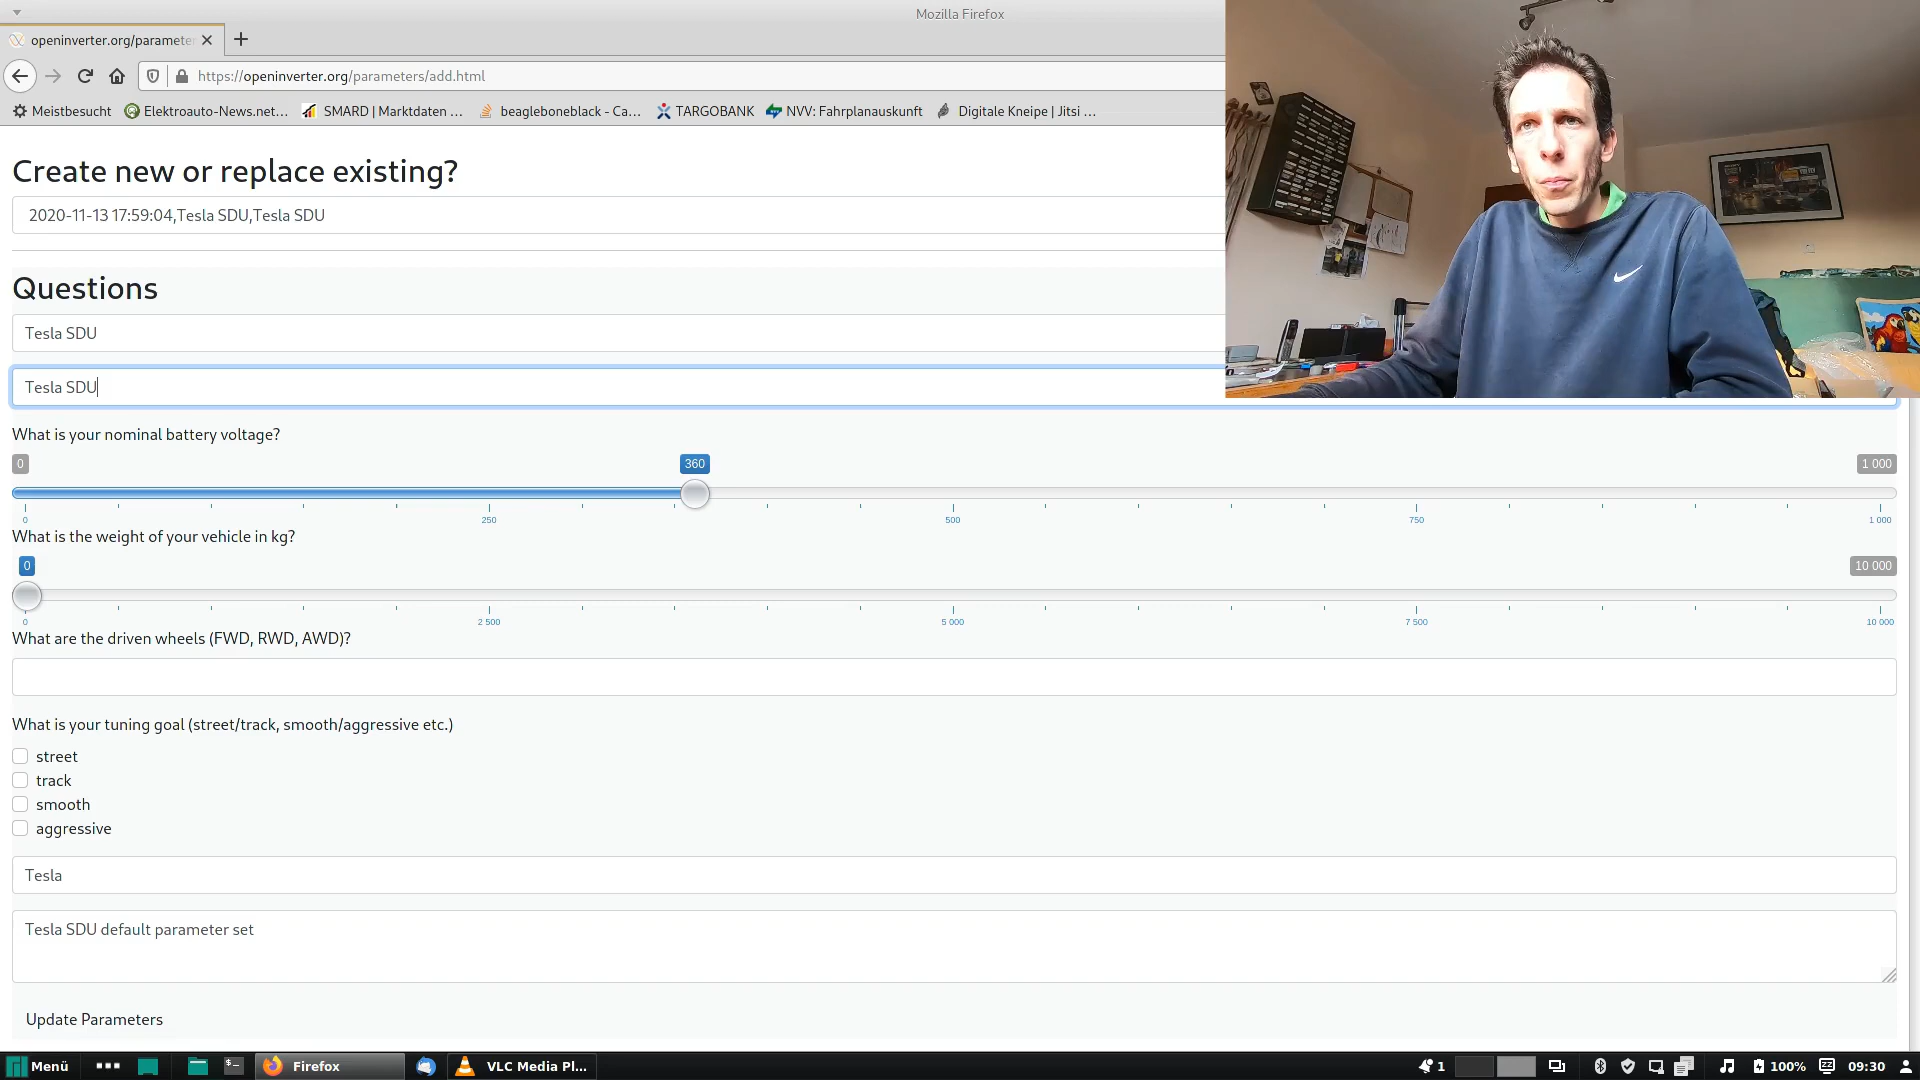 Mozilla Firefox
openinverter.org/paramete
https://openinverter.org/parameters/add.html
Meistbesucht
Elektroauto-News.net...
SMARD | Marktdaten ...
beagleboneblack - Ca...
TARGOBANK
NVV: Fahrplanauskunft
Digitale Kneipe | Jitsi ...
Create new or replace existing?
2020-11-13 17:59:04,Tesla SDU,Tesla SDU
Questions
Tesla SDU
Tesla SDU
What is your nominal battery voltage?
0 360 1 000
0 250 500 750 1 000
What is the weight of your vehicle in kg?
0 10 000
0 2 500 5 000 7 500 10 000
What are the driven wheels (FWD, RWD, AWD)?
What is your tuning goal (street/track, smooth/aggressive etc.)
street
track
smooth
aggressive
Tesla
Tesla SDU default parameter set
Update Parameters
Menü
Firefox
VLC Media Pl...
1
100%
09:30